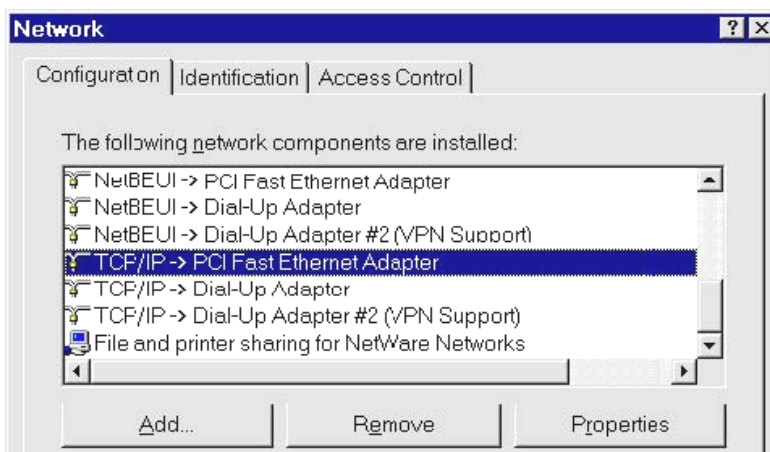 Network
Configuration
Identification
Access Control
The following network components are installed:
NetBEUI -> PCI Fast Ethernet Adapter
NetBEUI -> Dial-Up Adapter
NetBEUI -> Dial-Up Adapter #2 (VPN Support)
TCP/IP -> PCI Fast Ethernet Adapter
TCP/IP -> Dial-Up Adapter
TCP/IP -> Dial-Up Adapter #2 (VPN Support)
File and printer sharing for NetWare Networks
Add...
Remove
Properties